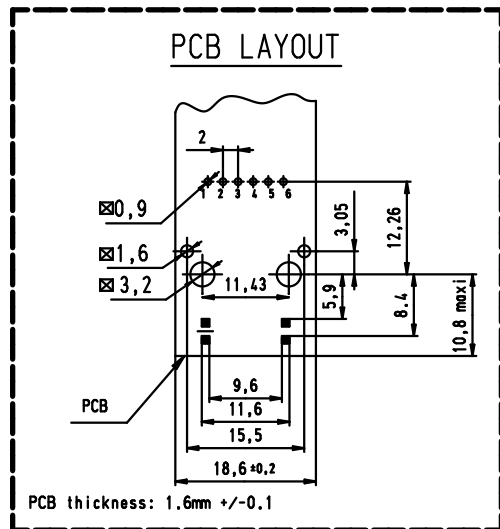 PCB LAYOUT
2
1 2 3 4 5 6
⌧0,9
⌧1,6
⌧3,2
3,05
12,26
11,43
5,9
8.4
10,8 maxi
PCB
9,6
11,6
15,5
18,6 ±0,2
PCB thickness: 1.6mm +/-0.1